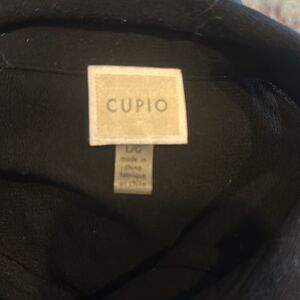 CUPIO
L/G
made in
china
fabriqué
en chine